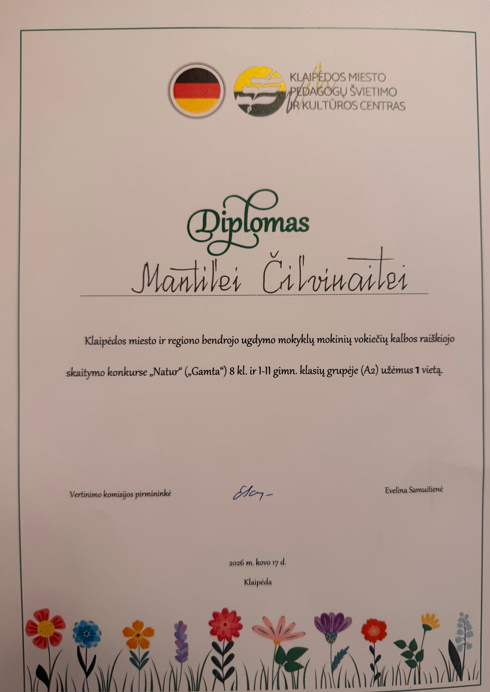 KLAIPĖDOS MIESTO
PEDAGOGŲ ŠVIETIMO
IR KULTŪROS CENTRAS
Diplomas
Mantilei Čilvinaitei
Klaipėdos miesto ir regiono bendrojo ugdymo mokyklų mokinių vokiečių kalbos raiškiojo
skaitymo konkurse „Natur“ („Gamta“) 8 kl. ir I-II gimn. klasių grupėje (A2) užėmus 1 vietą.
Vertinimo komisijos pirmininkė Evelina Samuitienė
2026 m. kovo 17 d.
Klaipėda